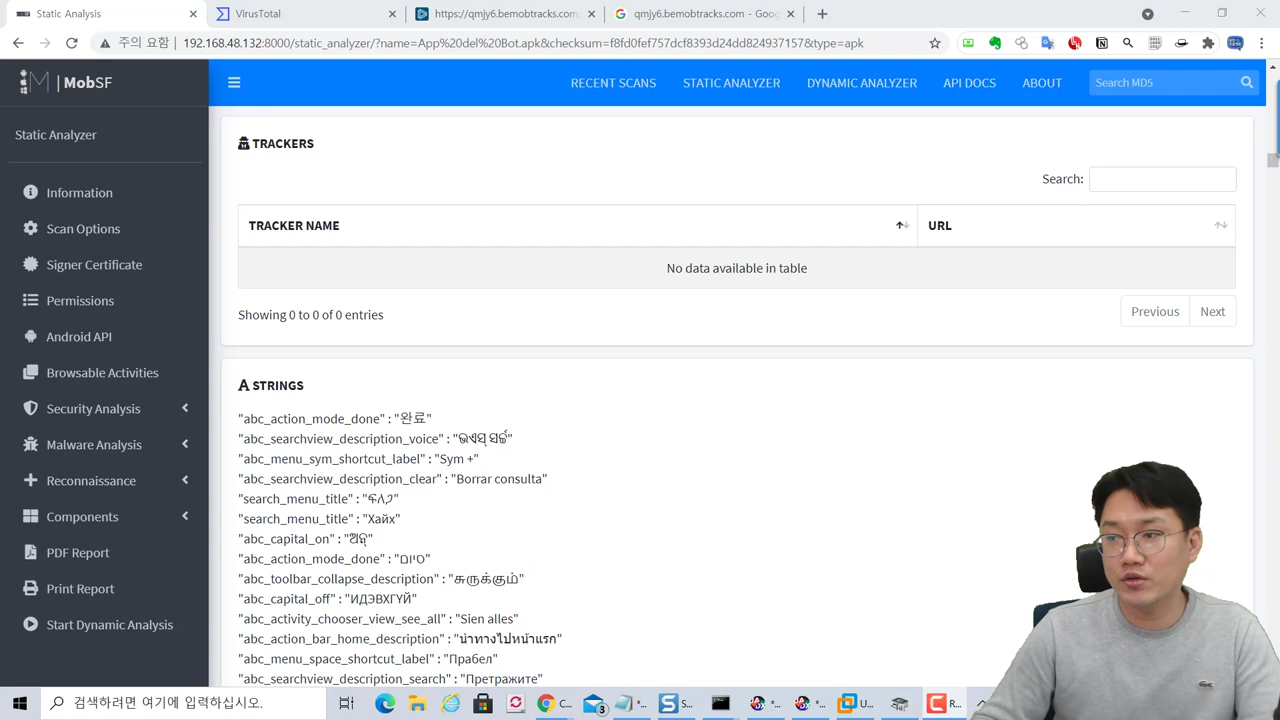 Static Analysis
VirusTotal
https://qmjy6.bemobtracks.com
qmjy6.bemobtracks.com - Goog
주의 요함 | 192.168.48.132:8000/static_analyzer/?name=App%20del%20Bot.apk&checksum=f8fd0fef757dcf8393d24dd824937157&type=apk
| MobSF
RECENT SCANS
STATIC ANALYZER
DYNAMIC ANALYZER
API DOCS
ABOUT
Search MD5
Static Analyzer
Information
Scan Options
Signer Certificate
Permissions
Android API
Browsable Activities
Security Analysis
Malware Analysis
Reconnaissance
Components
PDF Report
Print Report
Start Dynamic Analysis
TRACKERS
Search:
TRACKER NAME
URL
No data available in table
Showing 0 to 0 of 0 entries
Previous
Next
A STRINGS
"abc_action_mode_done" : "완료"
"abc_searchview_description_voice" : "ਭਏਸ ਸਰਚ"
"abc_menu_sym_shortcut_label" : "Sym +"
"abc_searchview_description_clear" : "Borrar consulta"
"search_menu_title" : "ፍለጋ"
"search_menu_title" : "Хайх"
"abc_capital_on" :
"abc_action_mode_done" : "סיום"
"abc_toolbar_collapse_description" : "சுருக்கும்"
"abc_capital_off" : "ИДЭВХГҮЙ"
"abc_activity_chooser_view_see_all" : "Sien alles"
"abc_action_bar_home_description" : "นำทางไปหน้าแรก"
"abc_menu_space_shortcut_label" : "Прабел"
"abc_searchview_description_search" : "Претражите"
검색하려면 여기에 입력하십시오.
C...
3
S...
U...
R...